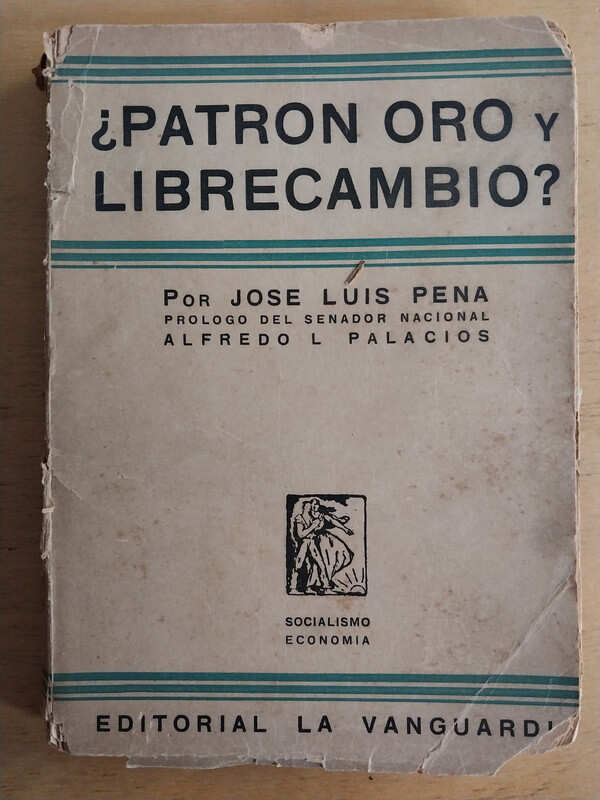 ¿PATRON ORO Y
LIBRECAMBIO?
POR JOSE LUIS PENA
PROLOGO DEL SENADOR NACIONAL
ALFREDO L PALACIOS
SOCIALISMO
ECONOMIA
EDITORIAL LA VANGUARDI